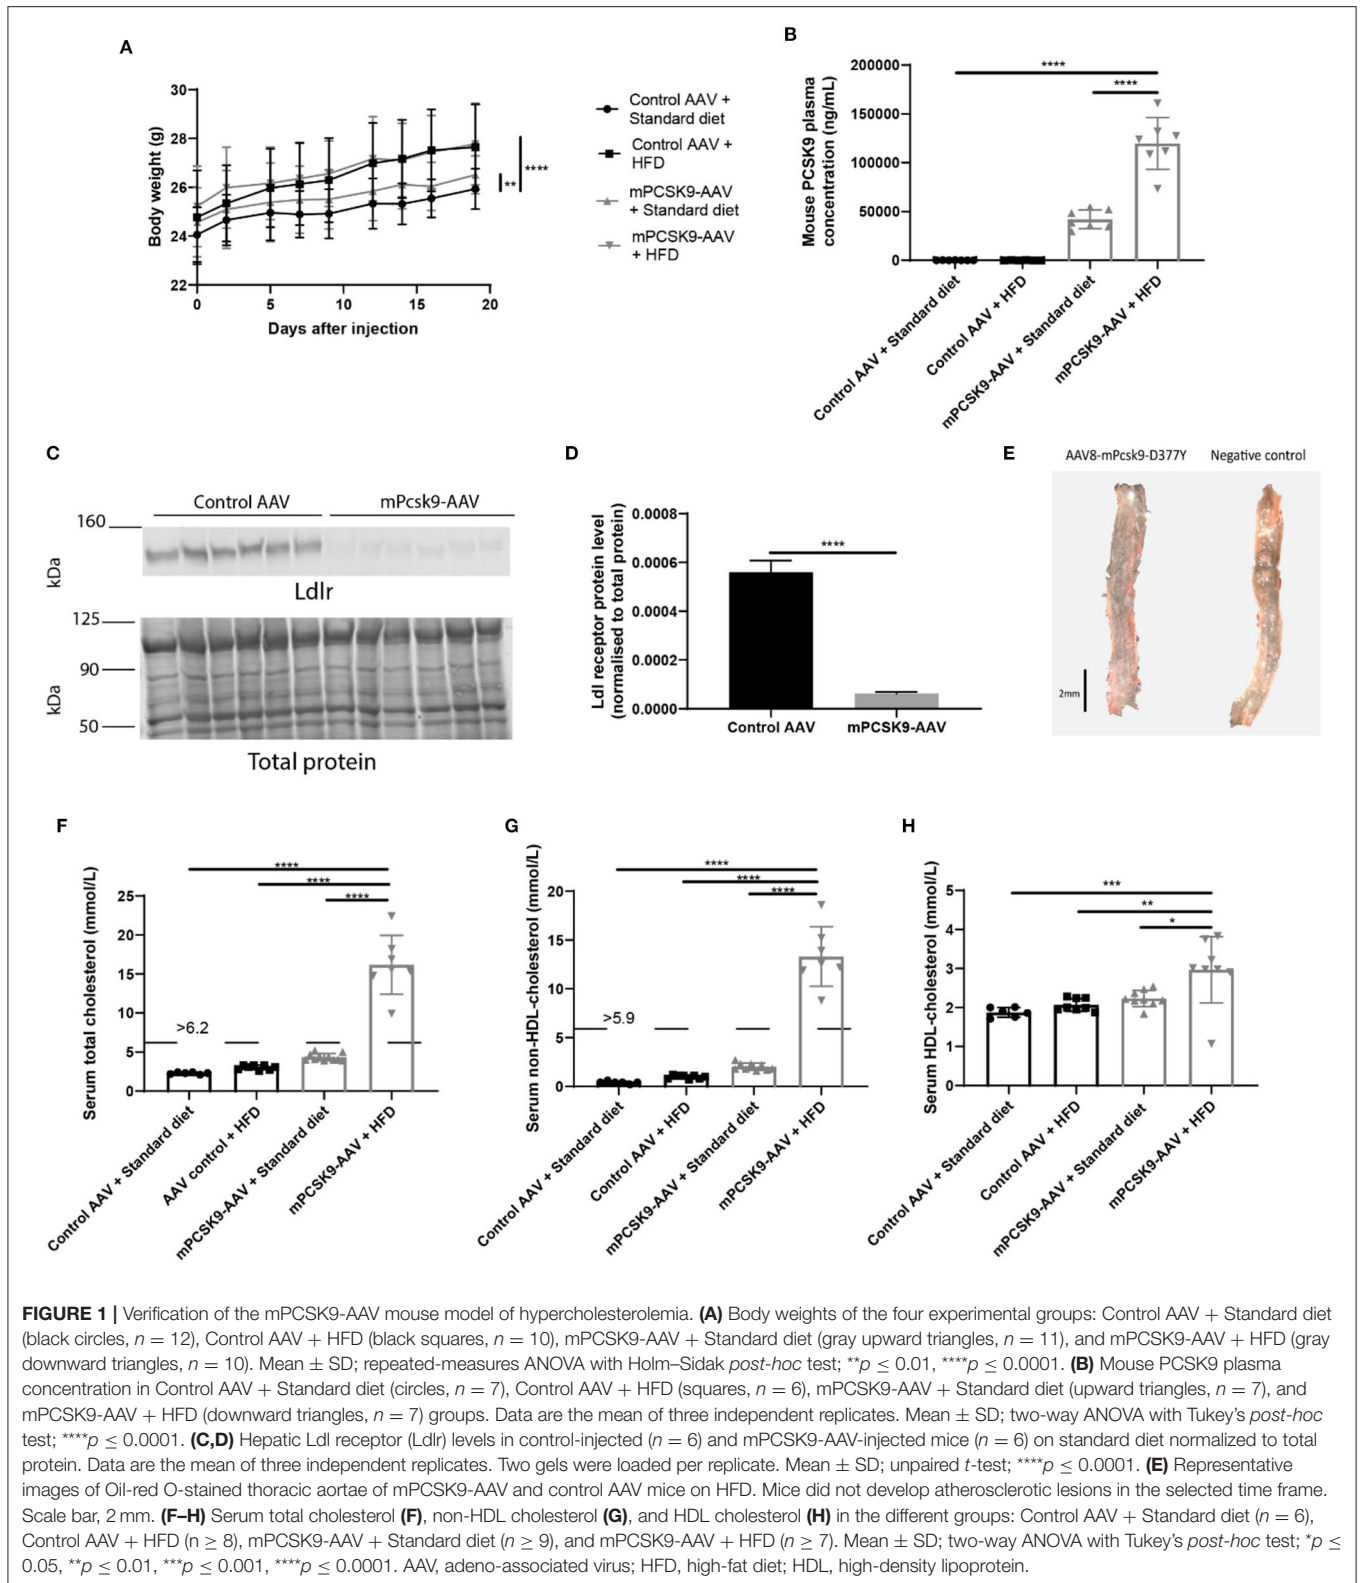 A
Body weight (g)
30
28
26
24
22
0
5
10
15
20
Days after injection
**
****
Control AAV +
Standard diet
Control AAV +
HFD
mPCSK9-AAV
+ Standard diet
mPCSK9-AAV
+ HFD
B
Mouse PCSK9 plasma
concentration (ng/mL)
200000
150000
100000
50000
0
****
****
Control AAV + Standard diet
Control AAV + HFD
mPCSK9-AAV + Standard diet
mPCSK9-AAV + HFD
C
Control AAV
mPcsk9-AAV
160
kDa
Ldlr
125
90
kDa
50
Total protein
D
Ldl receptor protein level
(normalised to total protein)
0.0008
0.0006
0.0004
0.0002
0.0000
****
Control AAV
mPCSK9-AAV
E
AAV8-mPcsk9-D377Y
Negative control
2mm
F
Serum total cholesterol (mmol/L)
25
20
15
10
5
0
****
****
****
>6.2
Control AAV + Standard diet
AAV control + HFD
mPCSK9-AAV + Standard diet
mPCSK9-AAV + HFD
G
Serum non-HDL-cholesterol (mmol/L)
20
15
10
5
0
****
****
****
>5.9
Control AAV + Standard diet
Control AAV + HFD
mPCSK9-AAV + Standard diet
mPCSK9-AAV + HFD
H
Serum HDL-cholesterol (mmol/L)
5
4
3
2
1
0
***
**
*
Control AAV + Standard diet
Control AAV + HFD
mPCSK9-AAV + Standard diet
mPCSK9-AAV + HFD
FIGURE 1 | Verification of the mPCSK9-AAV mouse model of hypercholesterolemia. (A) Body weights of the four experimental groups: Control AAV + Standard diet
(black circles, n = 12), Control AAV + HFD (black squares, n = 10), mPCSK9-AAV + Standard diet (gray upward triangles, n = 11), and mPCSK9-AAV + HFD (gray
downward triangles, n = 10). Mean ± SD; repeated-measures ANOVA with Holm–Sidak post-hoc test; **p ≤ 0.01, ****p ≤ 0.0001. (B) Mouse PCSK9 plasma
concentration in Control AAV + Standard diet (circles, n = 7), Control AAV + HFD (squares, n = 6), mPCSK9-AAV + Standard diet (upward triangles, n = 7), and
mPCSK9-AAV + HFD (downward triangles, n = 7) groups. Data are the mean of three independent replicates. Mean ± SD; two-way ANOVA with Tukey's post-hoc
test; ****p ≤ 0.0001. (C,D) Hepatic Ldl receptor (Ldlr) levels in control-injected (n = 6) and mPCSK9-AAV-injected mice (n = 6) on standard diet normalized to total
protein. Data are the mean of three independent replicates. Two gels were loaded per replicate. Mean ± SD; unpaired t-test; ****p ≤ 0.0001. (E) Representative
images of Oil-red O-stained thoracic aortae of mPCSK9-AAV and control AAV mice on HFD. Mice did not develop atherosclerotic lesions in the selected time frame.
Scale bar, 2 mm. (F–H) Serum total cholesterol (F), non-HDL cholesterol (G), and HDL cholesterol (H) in the different groups: Control AAV + Standard diet (n = 6),
Control AAV + HFD (n ≥ 8), mPCSK9-AAV + Standard diet (n ≥ 9), and mPCSK9-AAV + HFD (n ≥ 7). Mean ± SD; two-way ANOVA with Tukey's post-hoc test; *p ≤
0.05, **p ≤ 0.01, ***p ≤ 0.001, ****p ≤ 0.0001. AAV, adeno-associated virus; HFD, high-fat diet; HDL, high-density lipoprotein.